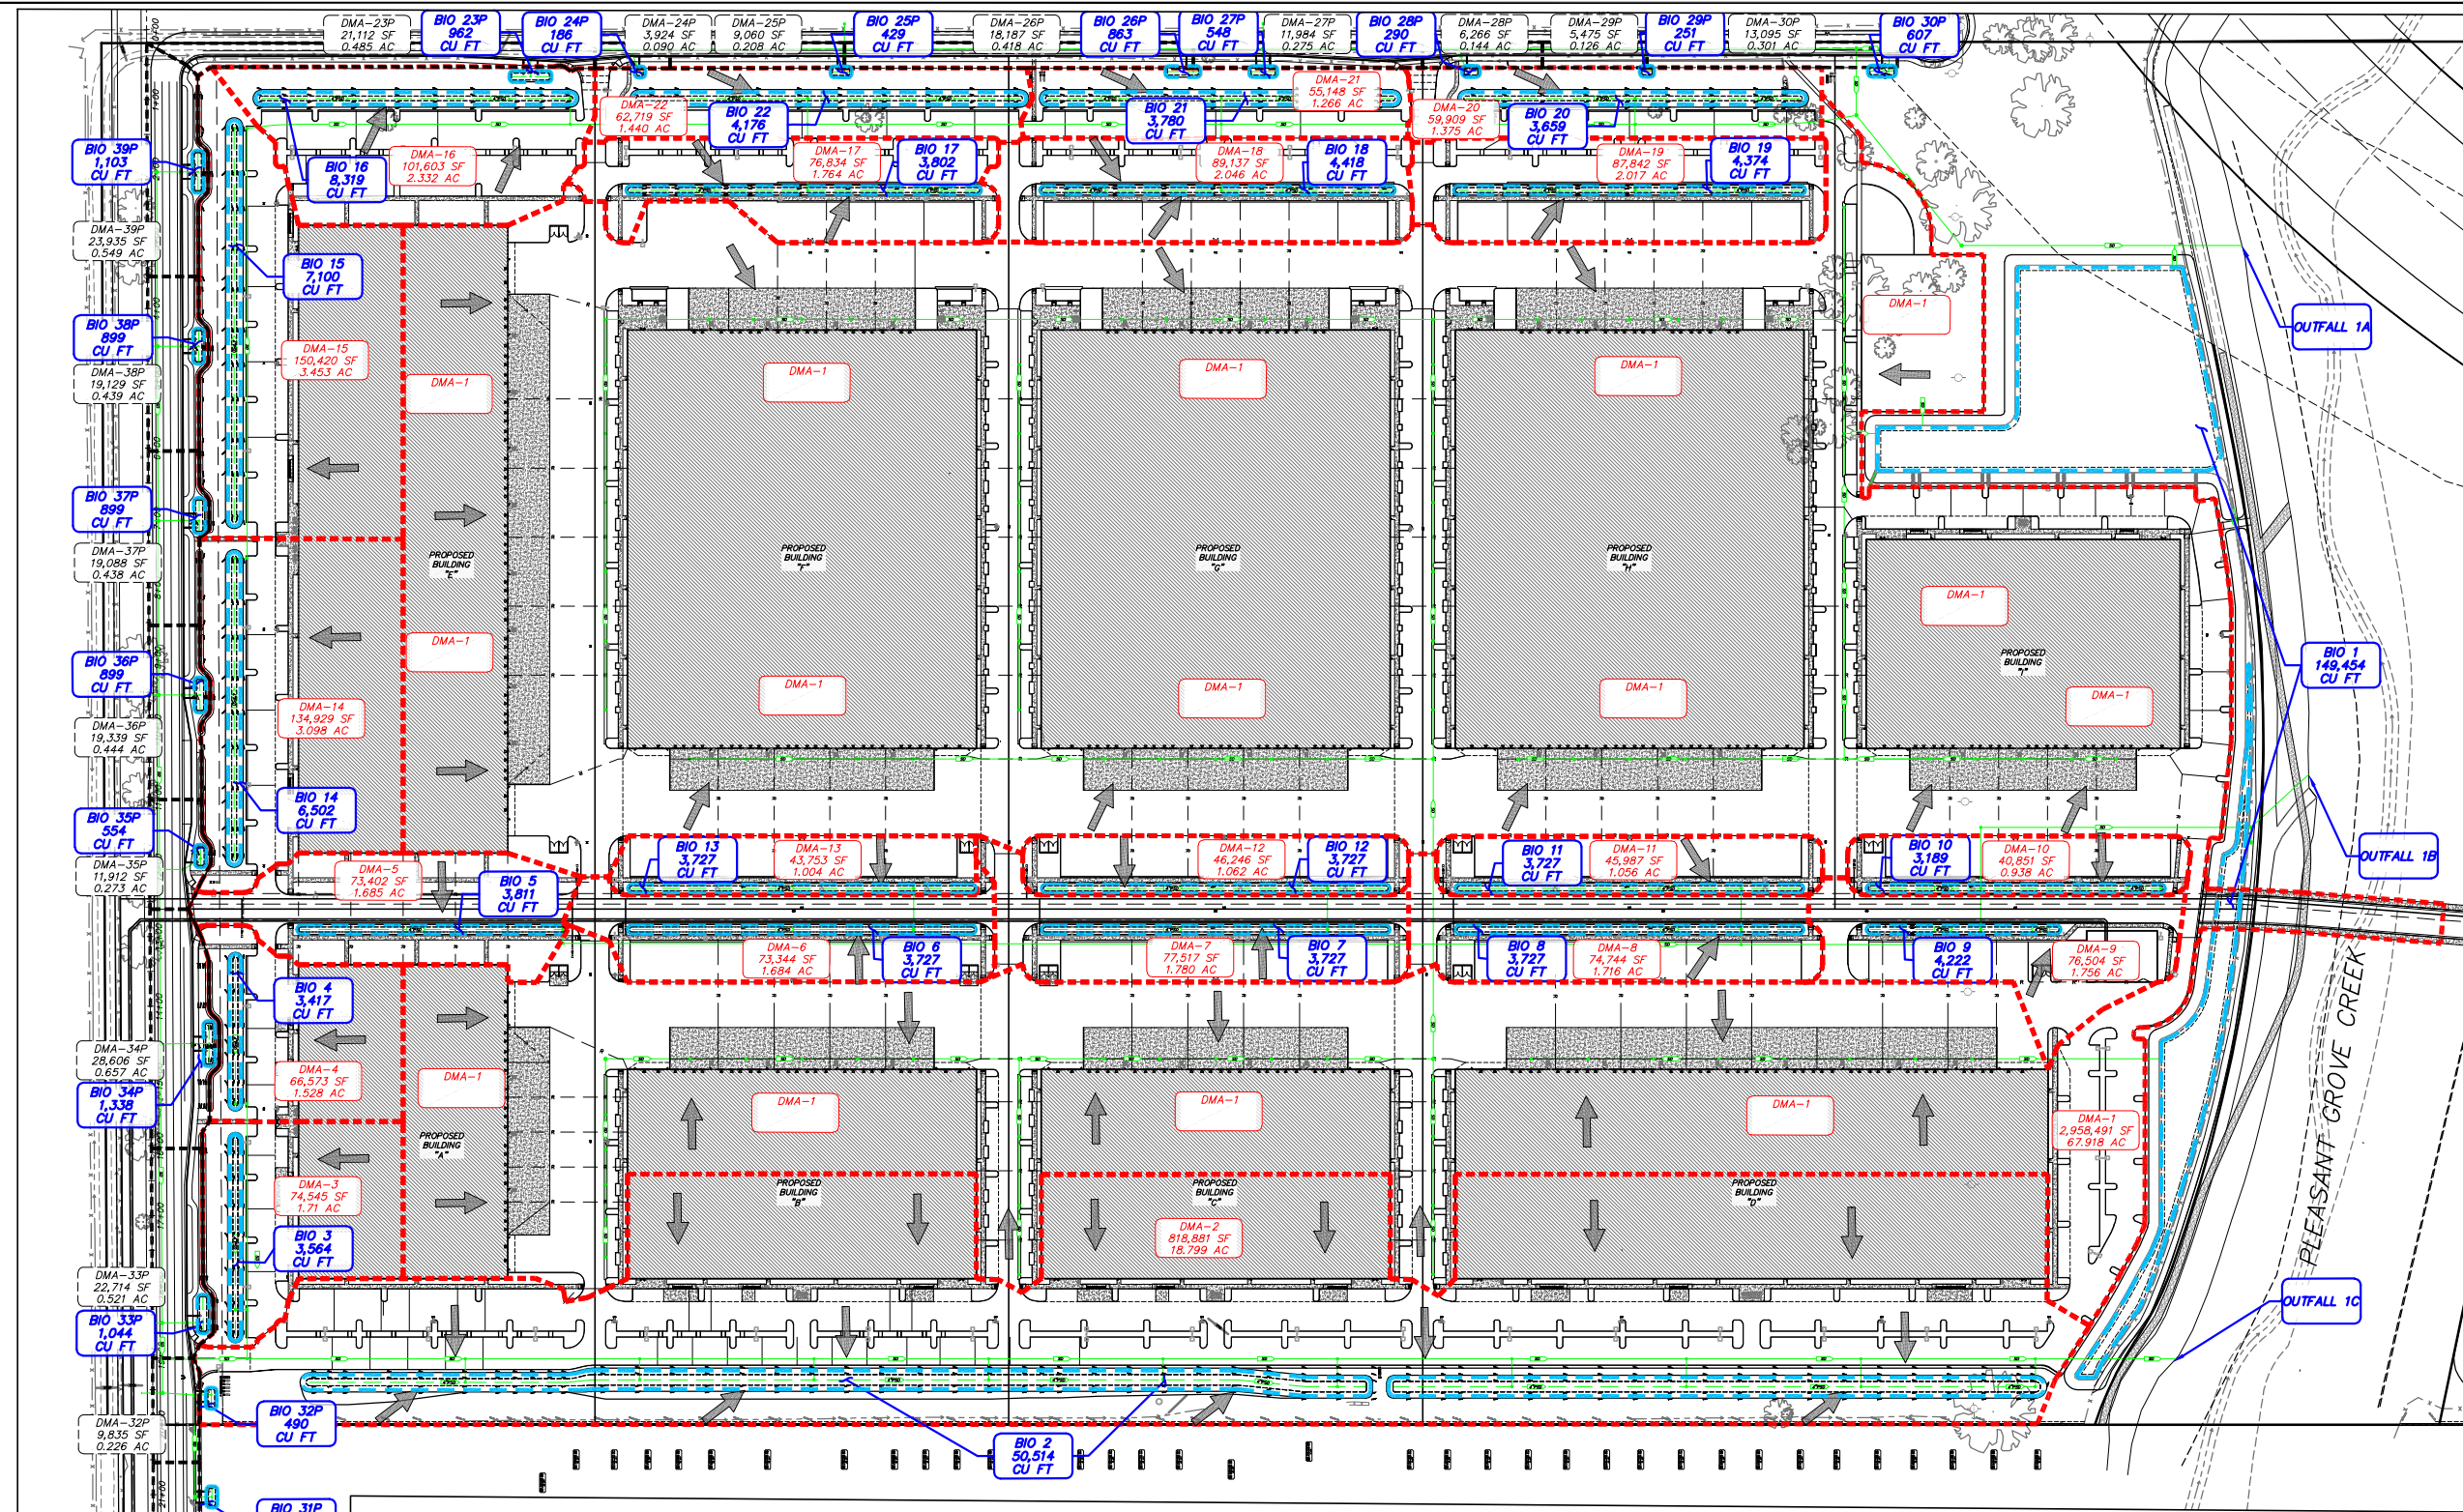 DMA-23P
21,112 SF
0.485 AC
BIO 23P
962
CU FT
BIO 24P
186
CU FT
DMA-24P
3,924 SF
0.090 AC
DMA-25P
9,060 SF
0.208 AC
BIO 25P
429
CU FT
DMA-26P
18,187 SF
0.418 AC
BIO 26P
863
CU FT
BIO 27P
548
CU FT
DMA-27P
11,984 SF
0.275 AC
BIO 28P
290
CU FT
DMA-28P
6,266 SF
0.144 AC
DMA-29P
5,475 SF
0.126 AC
BIO 29P
251
CU FT
DMA-30P
13,095 SF
0.301 AC
BIO 30P
607
CU FT
DMA-22
62,719 SF
1.440 AC
BIO 22
4,176
CU FT
BIO 21
3,780
CU FT
DMA-21
55,148 SF
1.266 AC
DMA-20
59,909 SF
1.375 AC
BIO 20
3,659
CU FT
BIO 39P
1,103
CU FT
BIO 16
8,319
CU FT
DMA-16
101,603 SF
2.332 AC
DMA-17
76,834 SF
1.764 AC
BIO 17
3,802
CU FT
DMA-18
89,137 SF
2.046 AC
BIO 18
4,418
CU FT
DMA-19
87,842 SF
2.017 AC
BIO 19
4,374
CU FT
DMA-39P
23,935 SF
0.549 AC
BIO 15
7,100
CU FT
DMA-1
OUTFALL 1A
BIO 38P
899
CU FT
DMA-15
150,420 SF
3.453 AC
DMA-1
DMA-1
DMA-1
DMA-1
DMA-38P
19,129 SF
0.439 AC
BIO 37P
899
CU FT
DMA-37P
19,088 SF
0.438 AC
PROPOSED
BUILDING
"E"
PROPOSED
BUILDING
"F"
PROPOSED
BUILDING
"G"
PROPOSED
BUILDING
"H"
DMA-1
BIO 36P
899
CU FT
DMA-1
PROPOSED
BUILDING
"I"
BIO 1
149,454
CU FT
DMA-14
134,929 SF
3.098 AC
DMA-1
DMA-1
DMA-1
DMA-1
DMA-36P
19,339 SF
0.444 AC
BIO 14
6,502
CU FT
BIO 35P
554
CU FT
DMA-35P
11,912 SF
0.273 AC
DMA-5
73,402 SF
1.685 AC
BIO 5
3,811
CU FT
BIO 13
3,727
CU FT
DMA-13
43,753 SF
1.004 AC
DMA-12
46,246 SF
1.062 AC
BIO 12
3,727
CU FT
BIO 11
3,727
CU FT
DMA-11
45,987 SF
1.056 AC
BIO 10
3,189
CU FT
DMA-10
40,851 SF
0.938 AC
OUTFALL 1B
DMA-6
73,344 SF
1.684 AC
BIO 6
3,727
CU FT
DMA-7
77,517 SF
1.780 AC
BIO 7
3,727
CU FT
BIO 8
3,727
CU FT
DMA-8
74,744 SF
1.716 AC
BIO 9
4,222
CU FT
DMA-9
76,504 SF
1.756 AC
BIO 4
3,417
CU FT
DMA-34P
28,606 SF
0.657 AC
BIO 34P
1,338
CU FT
DMA-4
66,573 SF
1.528 AC
DMA-1
DMA-1
DMA-1
DMA-1
DMA-1
2,958,491 SF
67.918 AC
PLEASANT GROVE CREEK
PROPOSED
BUILDING
"A"
DMA-3
74,545 SF
1.71 AC
PROPOSED
BUILDING
"B"
PROPOSED
BUILDING
"C"
PROPOSED
BUILDING
"D"
DMA-2
818,881 SF
18.799 AC
BIO 3
3,564
CU FT
DMA-33P
22,714 SF
0.521 AC
BIO 33P
1,044
CU FT
OUTFALL 1C
BIO 32P
490
CU FT
DMA-32P
9,835 SF
0.226 AC
BIO 2
50,514
CU FT
BIO 31P